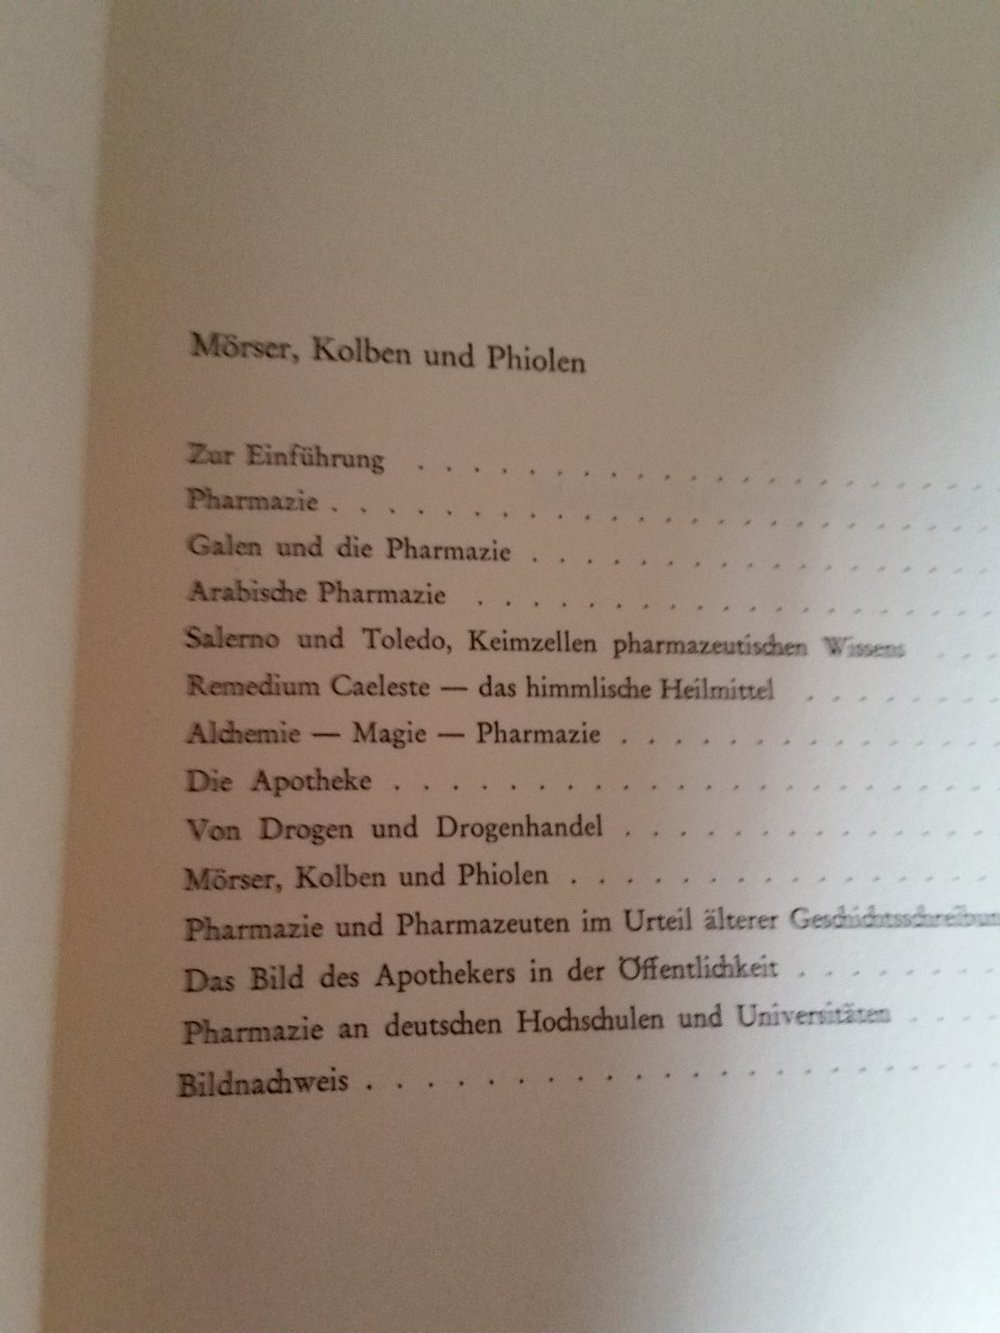 Mörser, Kolben und Phiolen
Zur Einführung . . . . . . . . . . . . . . . . . . . . .
Pharmazie . . . . . . . . . . . . . . . . . . . . . . . .
Galen und die Pharmazie . . . . . . . . . . . . . . . . .
Arabische Pharmazie . . . . . . . . . . . . . . . . . . .
Salerno und Toledo, Keimzellen pharmazeutischen Wissens . . .
Remedium Caeleste — das himmlische Heilmittel . . . . . . .
Alchemie — Magie — Pharmazie . . . . . . . . . . . . . .
Die Apotheke . . . . . . . . . . . . . . . . . . . . . .
Von Drogen und Drogenhandel . . . . . . . . . . . . . .
Mörser, Kolben und Phiolen . . . . . . . . . . . . . . . .
Pharmazie und Pharmazeuten im Urteil älterer
Das Bild des Apothekers in der Öffentlichkeit . . . . . . . .
Pharmazie an deutschen Hochschulen und Universitäten . . . .
Bildnachweis . . . . . . . . . . . . . . . . . . . . . .